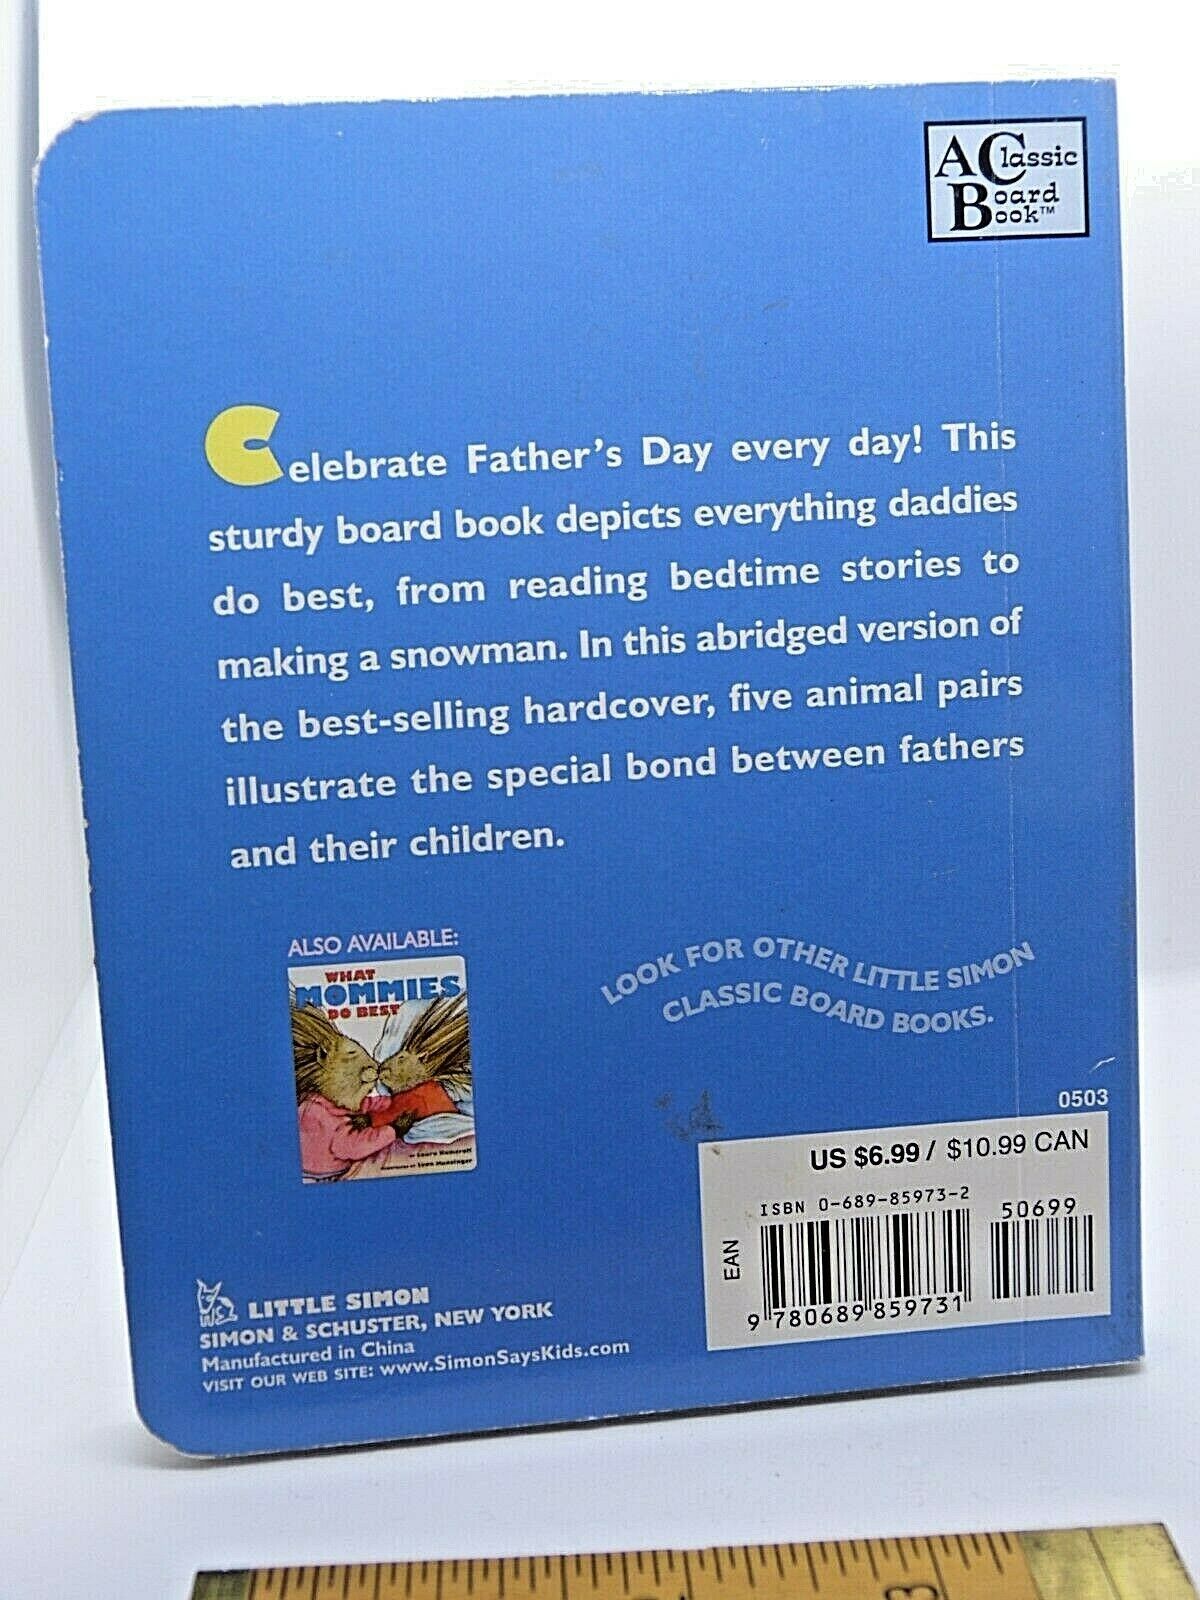 A Classic
Board
Book™
Celebrate Father's Day every day! This
sturdy board book depicts everything daddies
do best, from reading bedtime stories to
making a snowman. In this abridged version of
the best-selling hardcover, five animal pairs
illustrate the special bond between fathers
and their children.
ALSO AVAILABLE:
WHAT
MOMMIES
DO BEST
by Laura Numeroff
LOOK FOR OTHER LITTLE SIMON
CLASSIC BOARD BOOKS.
0503
US $6.99 / $10.99 CAN
ISBN 0-689-85973-2
50699
EAN
9 780689 859731
LITTLE SIMON
SIMON & SCHUSTER, NEW YORK
Manufactured in China
VISIT OUR WEB SITE: www.SimonSaysKids.com
3